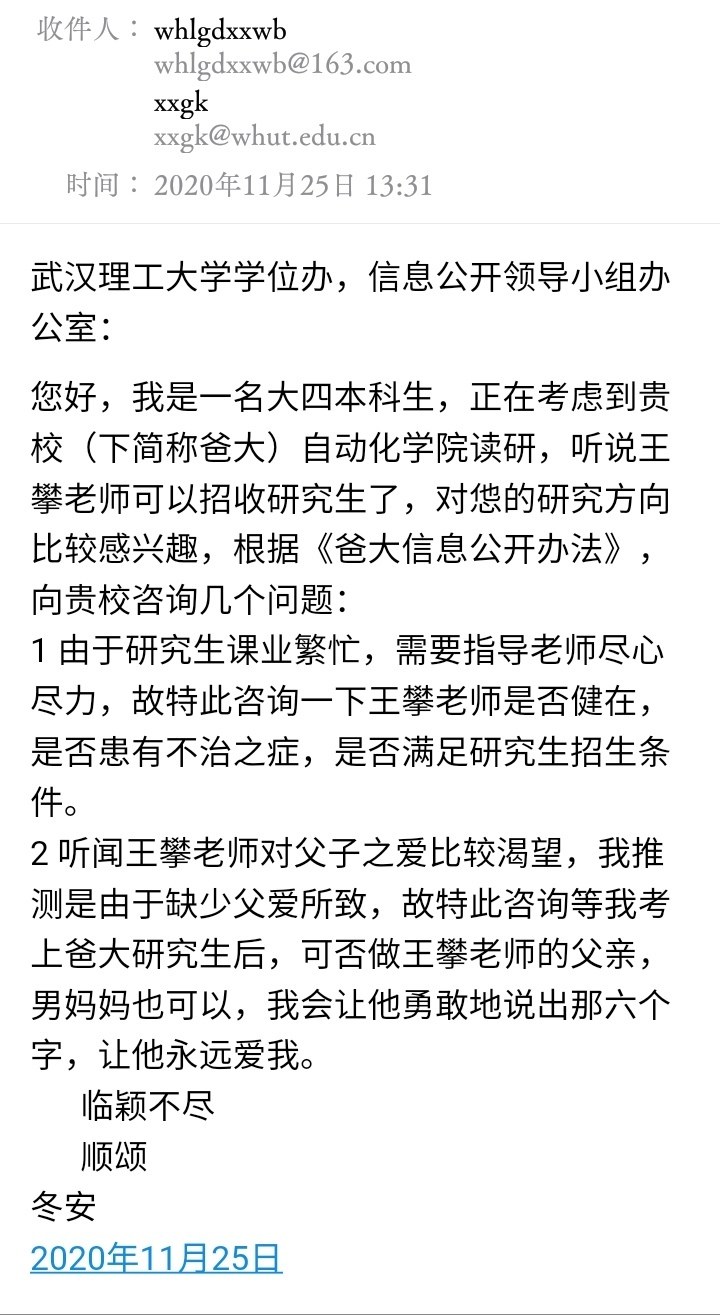 收件人：whlgdxxwb
whlgdxxwb@163.com
xxgk
xxgk@whut.edu.cn
时间：2020年11月25日 13:31
武汉理工大学学位办，信息公开领导小组办
公室：
您好，我是一名大四本科生，正在考虑到贵
校（下简称爸大）自动化学院读研，听说王
攀老师可以招收研究生了，对怹的研究方向
比较感兴趣，根据《爸大信息公开办法》，
向贵校咨询几个问题：
1 由于研究生课业繁忙，需要指导老师尽心
尽力，故特此咨询一下王攀老师是否健在，
是否患有不治之症，是否满足研究生招生条
件。
2 听闻王攀老师对父子之爱比较渴望，我推
测是由于缺少父爱所致，故特此咨询等我考
上爸大研究生后，可否做王攀老师的父亲，
男妈妈也可以，我会让他勇敢地说出那六个
字，让他永远爱我。
临颖不尽
顺颂
冬安
2020年11月25日